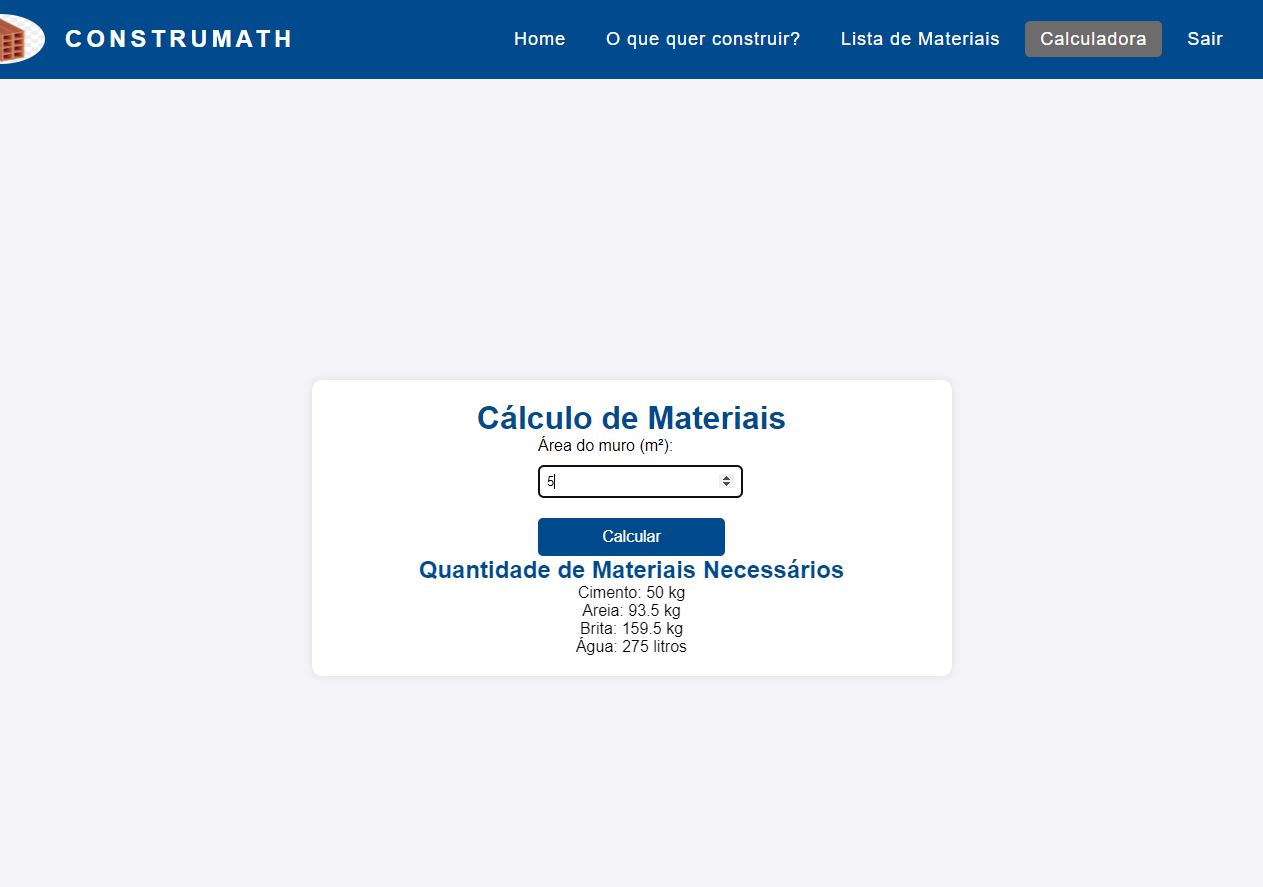 CONSTRUMATH
Home
O que quer construir?
Lista de Materiais
Calculadora
Sair
Cálculo de Materiais
Área do muro (m²):
5
Calcular
Quantidade de Materiais Necessários
Cimento: 50 kg
Areia: 93.5 kg
Brita: 159.5 kg
Água: 275 litros